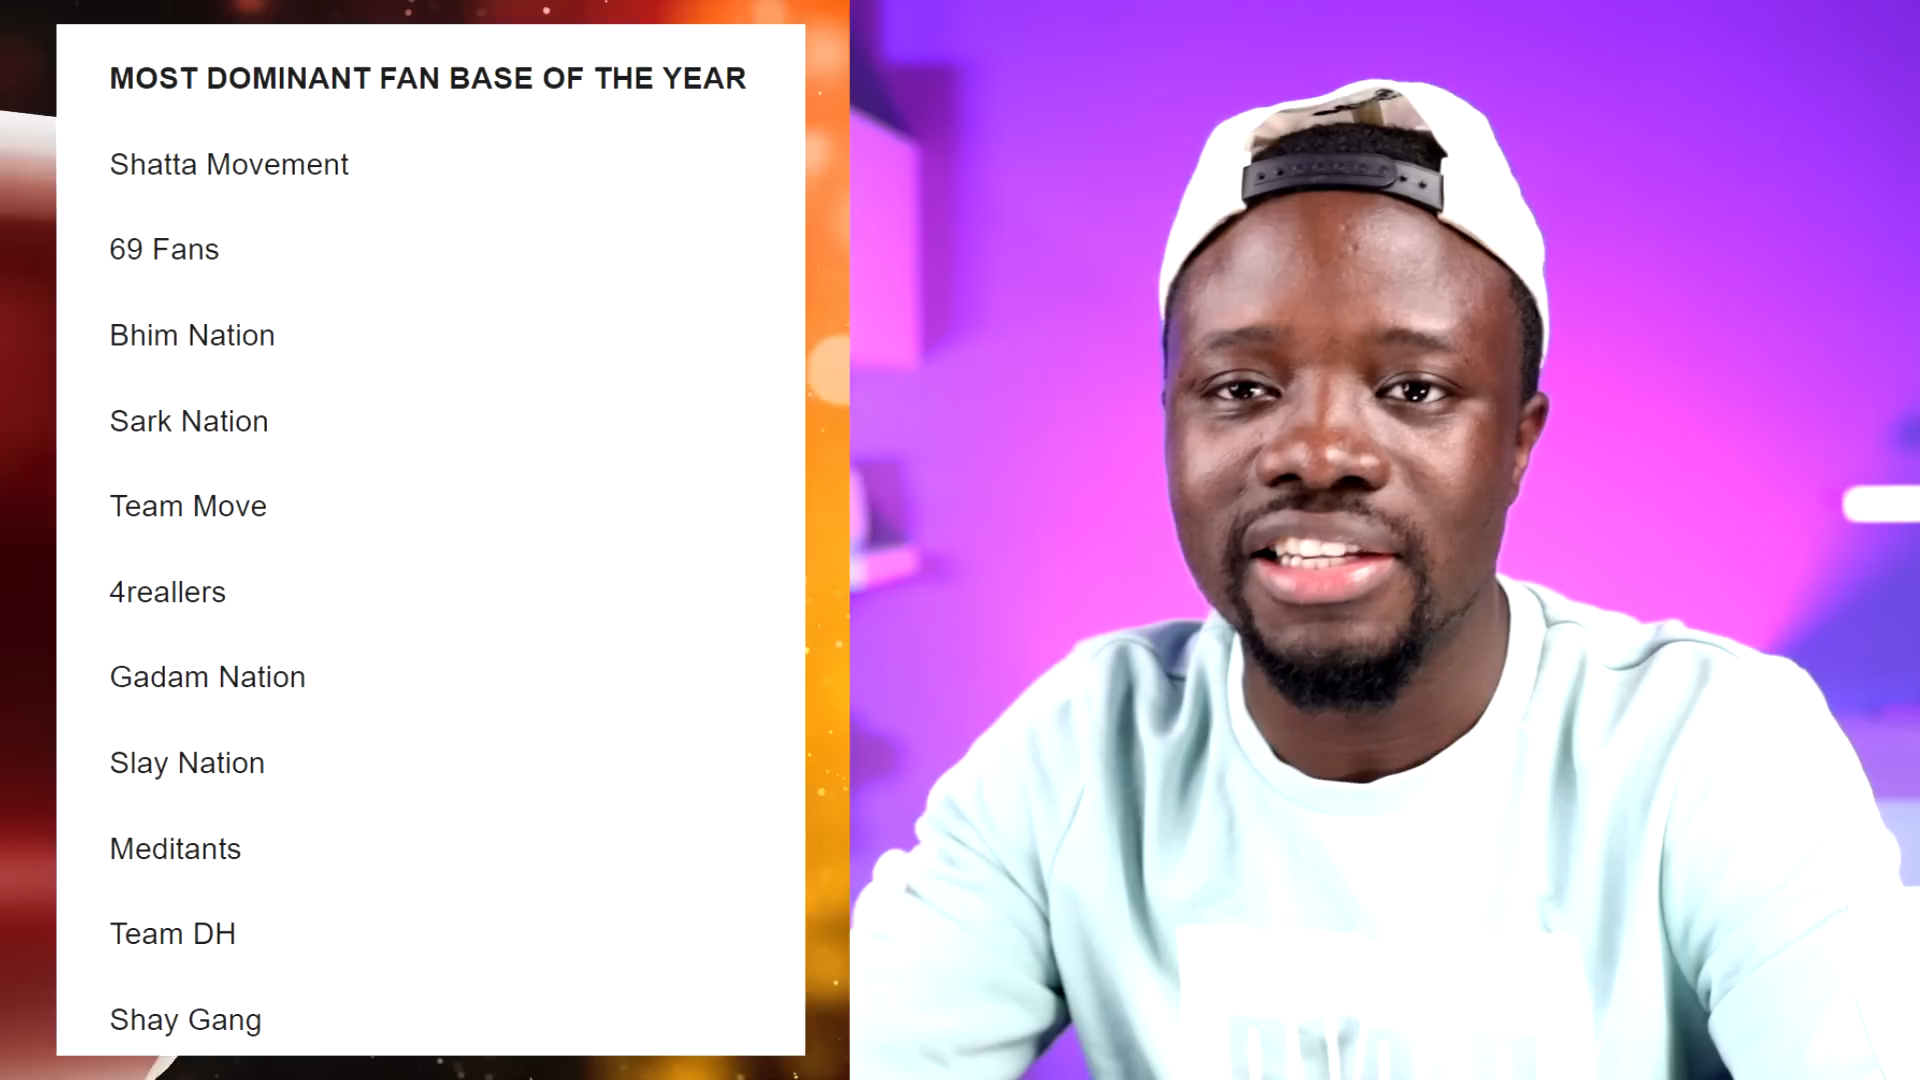 MOST DOMINANT FAN BASE OF THE YEAR
Shatta Movement
69 Fans
Bhim Nation
Sark Nation
Team Move
4reallers
Gadam Nation
Slay Nation
Meditants
Team DH
Shay Gang